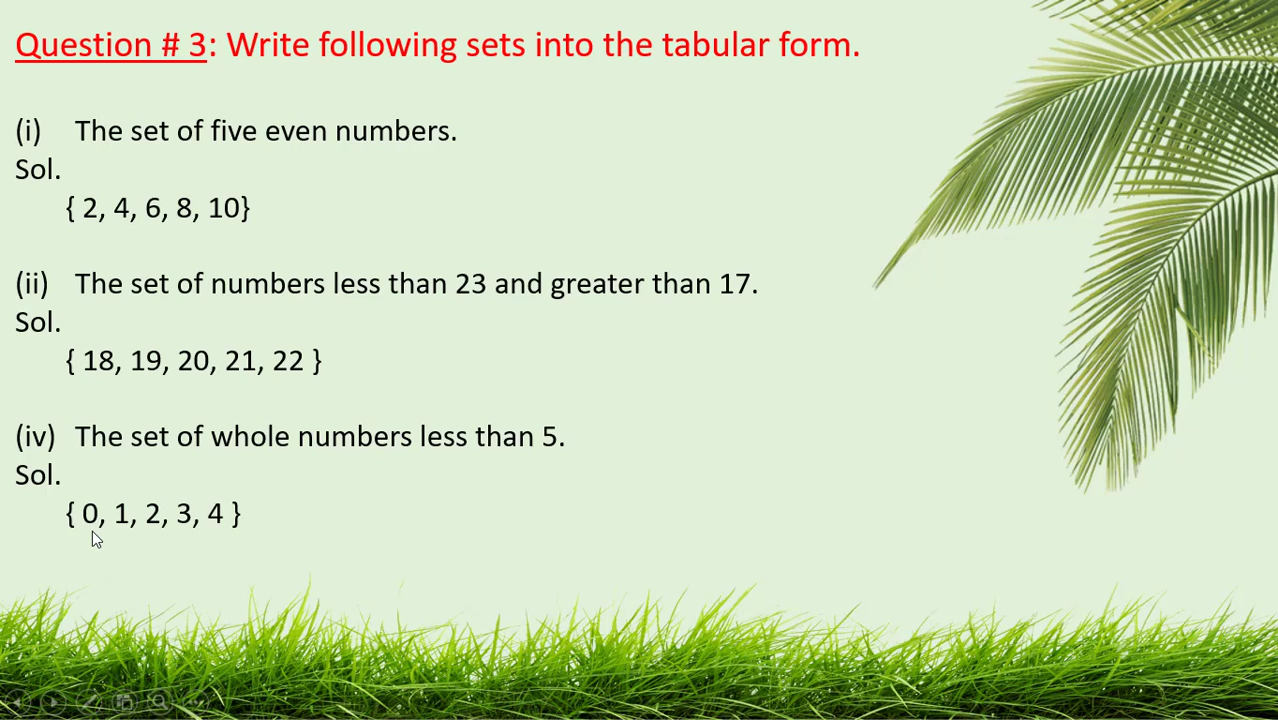 Question # 3: Write following sets into the tabular form.
(i) The set of five even numbers.
Sol.
{ 2, 4, 6, 8, 10}
(ii) The set of numbers less than 23 and greater than 17.
Sol.
{ 18, 19, 20, 21, 22 }
(iv) The set of whole numbers less than 5.
Sol.
{ 0, 1, 2, 3, 4 }